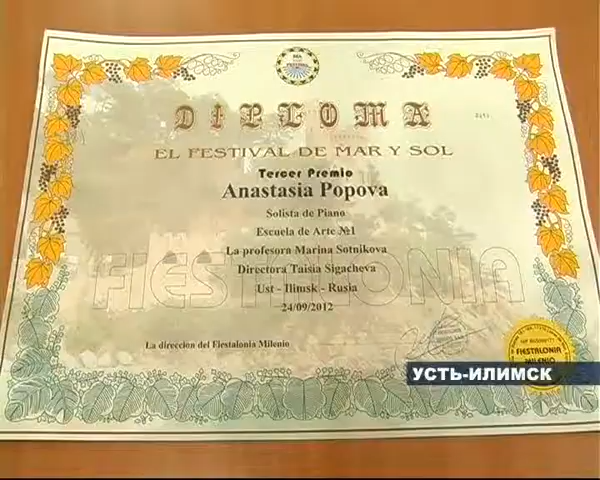 DIPLOMA
EL FESTIVAL DE MAR Y SOL
Tercer Premio
Anastasia Popova
Solista de Piano
Escuela de Arte №1
La profesora Marina Sotnikova
Directora Taisia Sigacheva
FIESTALONIA
Ust - Ilimsk - Rusia
24/09/2012
La direccion del Fiestalonia Milenio
FIESTALONIA
MILENIO
УСТЬ-ИЛИМСК